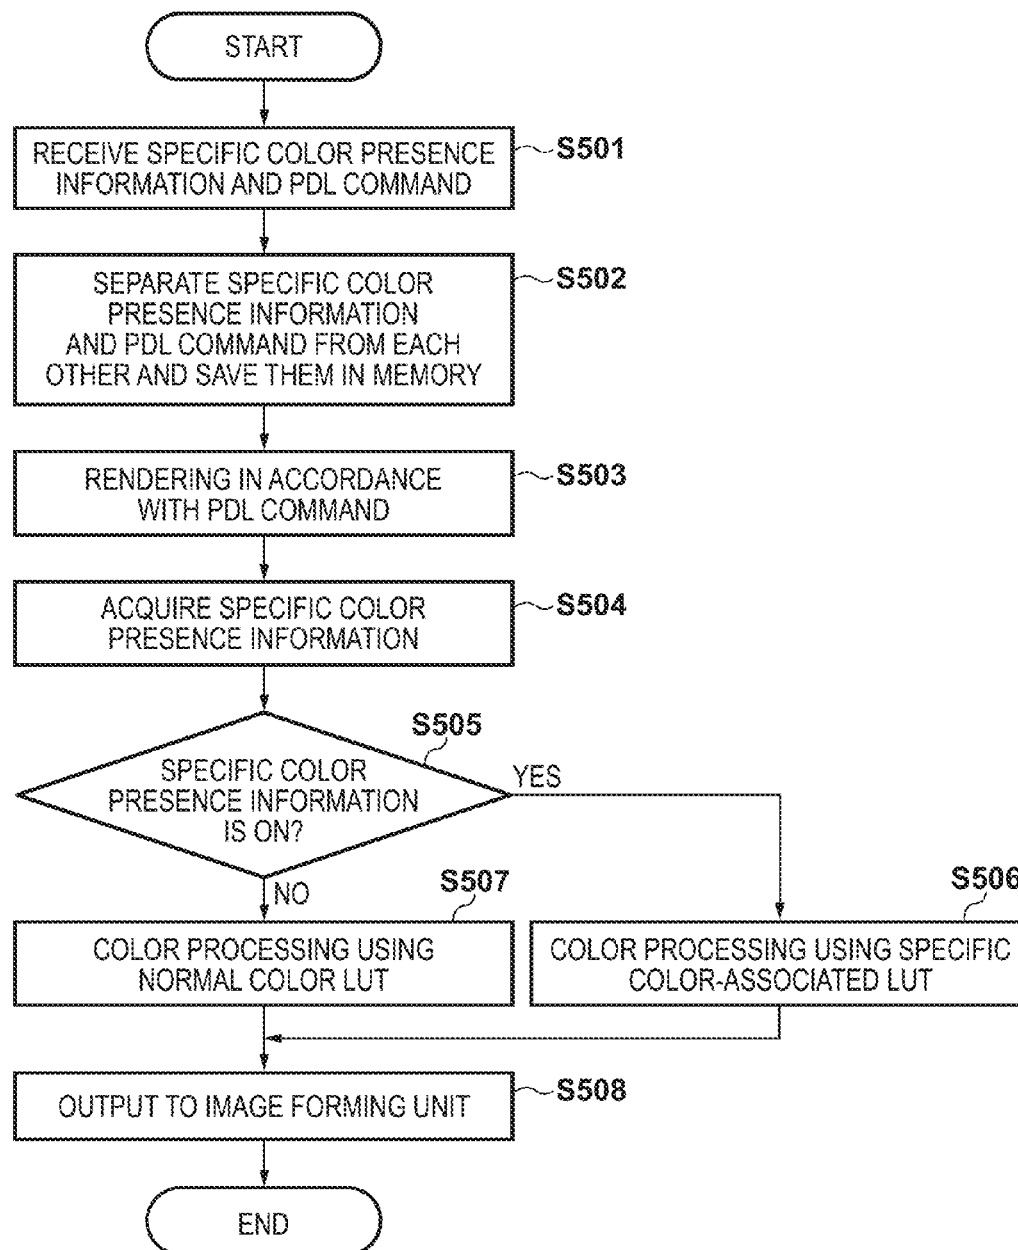 START
RECEIVE SPECIFIC COLOR PRESENCE
INFORMATION AND PDL COMMAND
S501
SEPARATE SPECIFIC COLOR
PRESENCE INFORMATION
AND PDL COMMAND FROM EACH
OTHER AND SAVE THEM IN MEMORY
S502
RENDERING IN ACCORDANCE
WITH PDL COMMAND
S503
ACQUIRE SPECIFIC COLOR
PRESENCE INFORMATION
S504
S505
SPECIFIC COLOR
PRESENCE INFORMATION
IS ON?
YES
NO
S507
COLOR PROCESSING USING
NORMAL COLOR LUT
S506
COLOR PROCESSING USING SPECIFIC
COLOR-ASSOCIATED LUT
OUTPUT TO IMAGE FORMING UNIT
S508
END